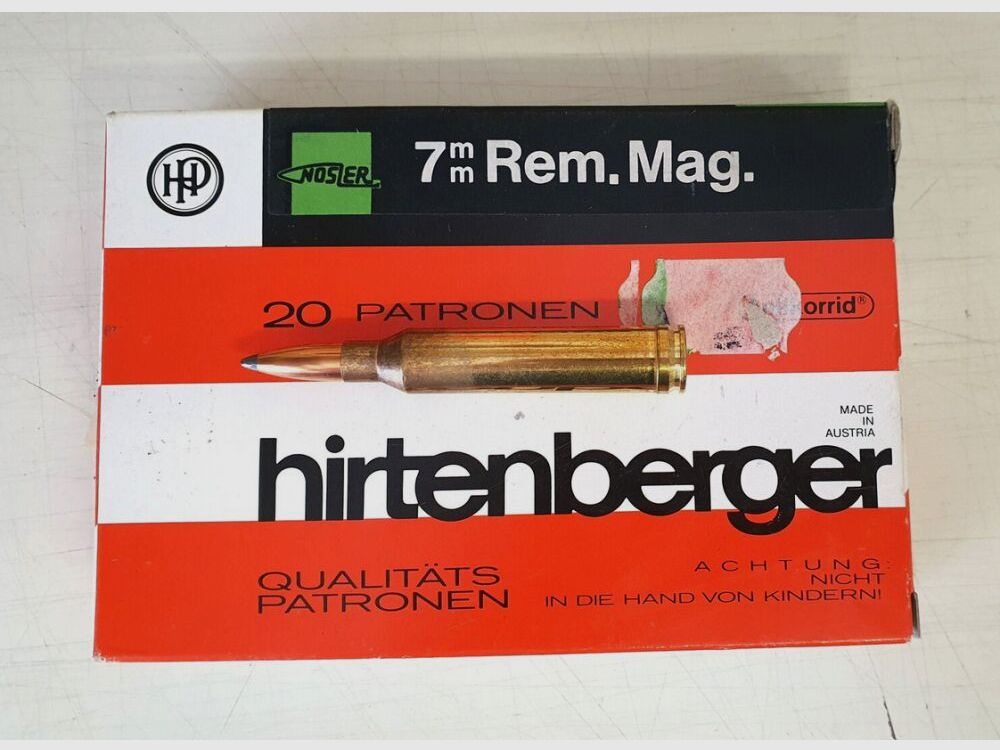 HP
NOSLER
7mm Rem. Mag.
20 PATRONEN
orrid®
MADE
IN
AUSTRIA
hirtenberger
QUALITÄTS
PATRONEN
ACHTUNG:
NICHT
IN DIE HAND VON KINDERN!